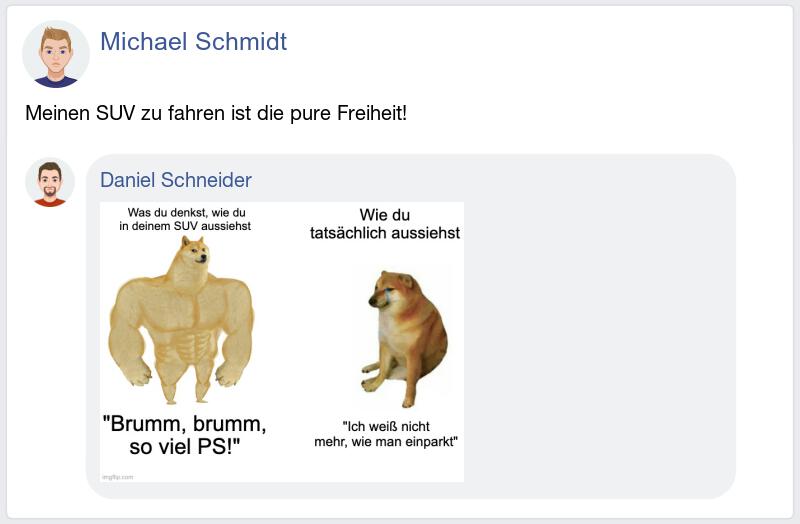 Michael Schmidt
Meinen SUV zu fahren ist die pure Freiheit!
Daniel Schneider
Was du denkst, wie du
in deinem SUV aussiehst
"Brumm, brumm,
so viel PS!"
Wie du
tatsächlich aussiehst
"Ich weiß nicht
mehr, wie man einparkt"
imgflip.com